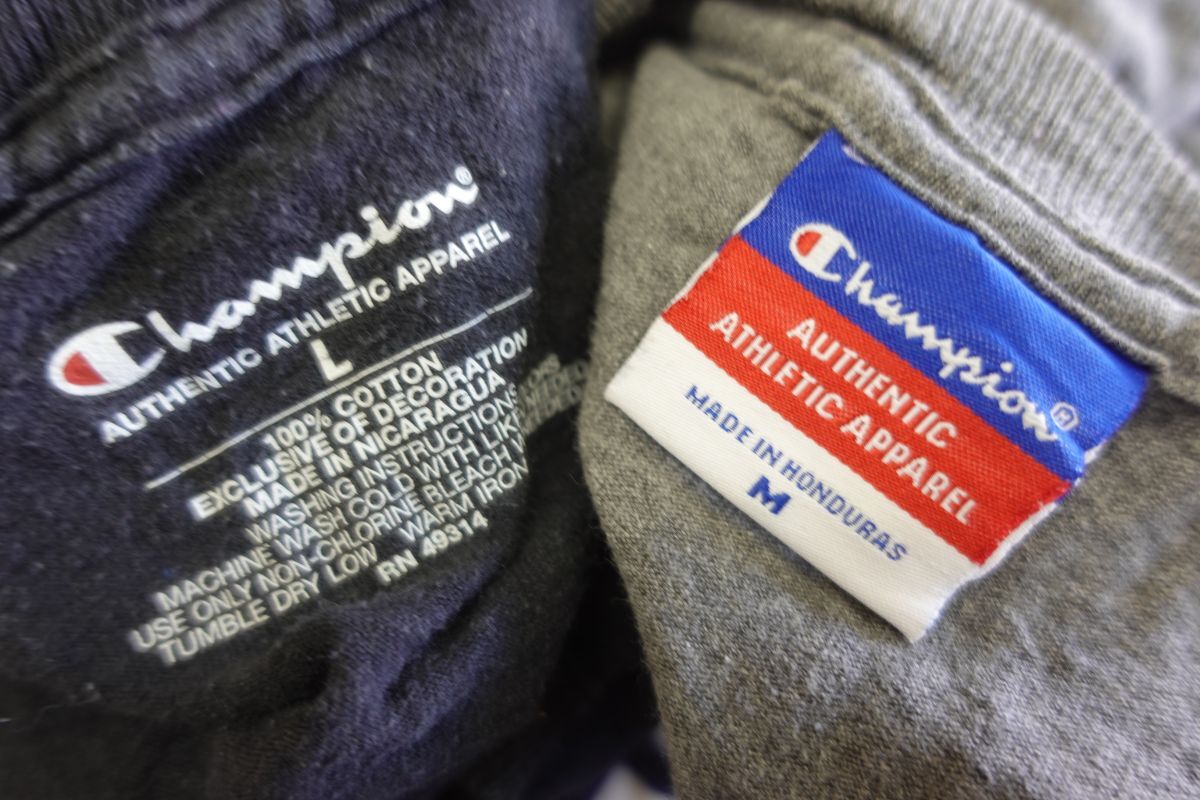 Champion®
AUTHENTIC ATHLETIC APPAREL
L
100% COTTON
EXCLUSIVE OF DECORATION
MADE IN NICARAGUA
WASHING INSTRUCTIONS
MACHINE WASH COLD WITH LIKE
USE ONLY NON-CHLORINE BLEACH
TUMBLE DRY LOW WARM IRON
RN 49314
Champion®
AUTHENTIC
ATHLETIC APPAREL
MADE IN HONDURAS
M